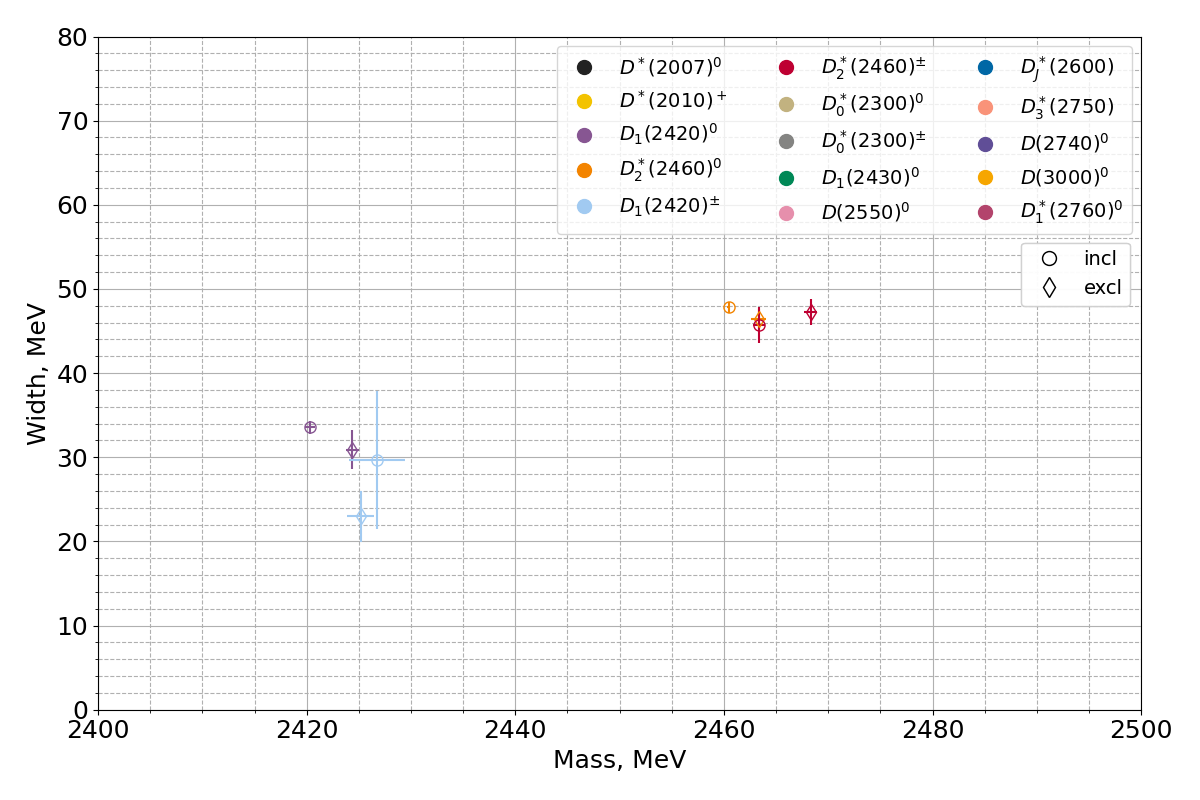 80
70
60
50
40
30
20
10
0
Width, MeV
2400
2420
2440
2460
2480
2500
Mass, MeV
D*(2007)⁰
D*(2010)⁺
D₁(2420)⁰
D₂*(2460)⁰
D₁(2420)±
D₂*(2460)±
D₀*(2300)⁰
D₀*(2300)±
D₁(2430)⁰
D(2550)⁰
D_J*(2600)
D₃*(2750)
D(2740)⁰
D(3000)⁰
D₁*(2760)⁰
incl
excl